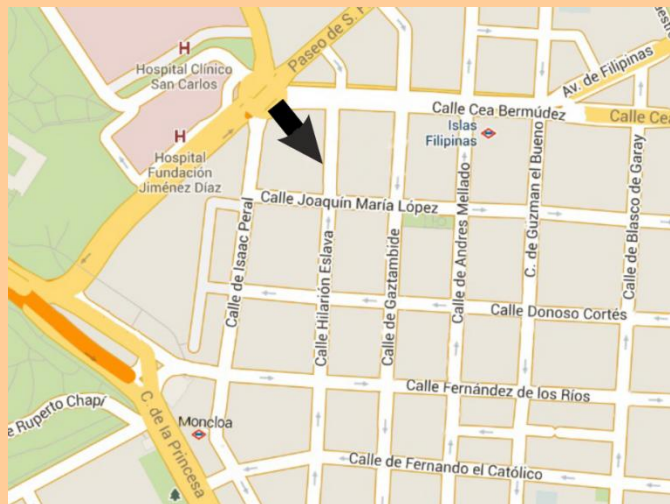 H
Hospital Clínico
San Carlos
Paseo de S. F
Av. de Filipinas
Calle Cea Bermúdez
Calle Cea
Islas
Filipinas
H
Hospital
Fundación
Jiménez Díaz
Calle Joaquín María López
Calle de Isaac Peral
Calle Hilarión Eslava
Calle de Gaztambide
Calle de Andres Mellado
C. de Guzman el Bueno
Calle de Blasco de Garay
Calle Donoso Cortés
Calle Fernández de los Ríos
e Ruperto Chapí
C. de la Princesa
Moncloa
Calle de Fernando el Católico